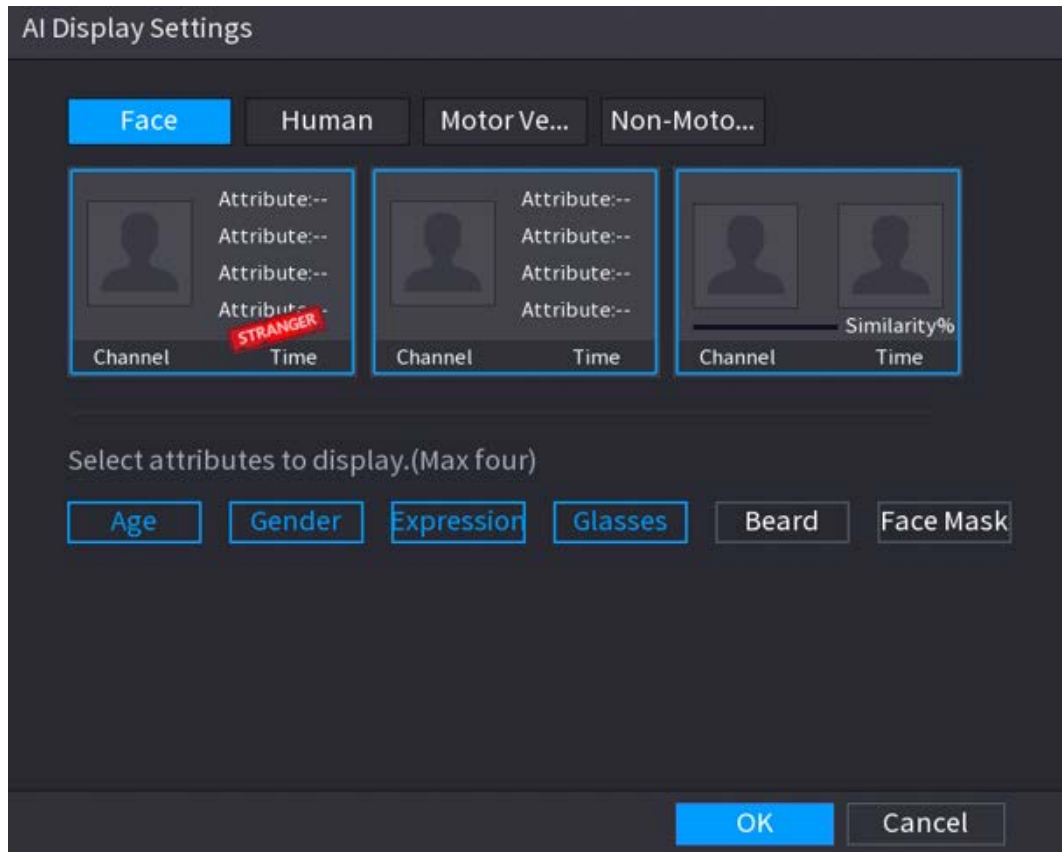 AI Display Settings
Face Human Motor Ve... Non-Moto...
Attribute:-- Attribute:--
Attribute:-- Attribute:--
Attribute:-- Attribute:--
Attribute:-- Attribute:--
STRANGER Similarity%
Channel Time Channel Time Channel Time
Select attributes to display.(Max four)
Age Gender Expression Glasses Beard Face Mask
OK Cancel